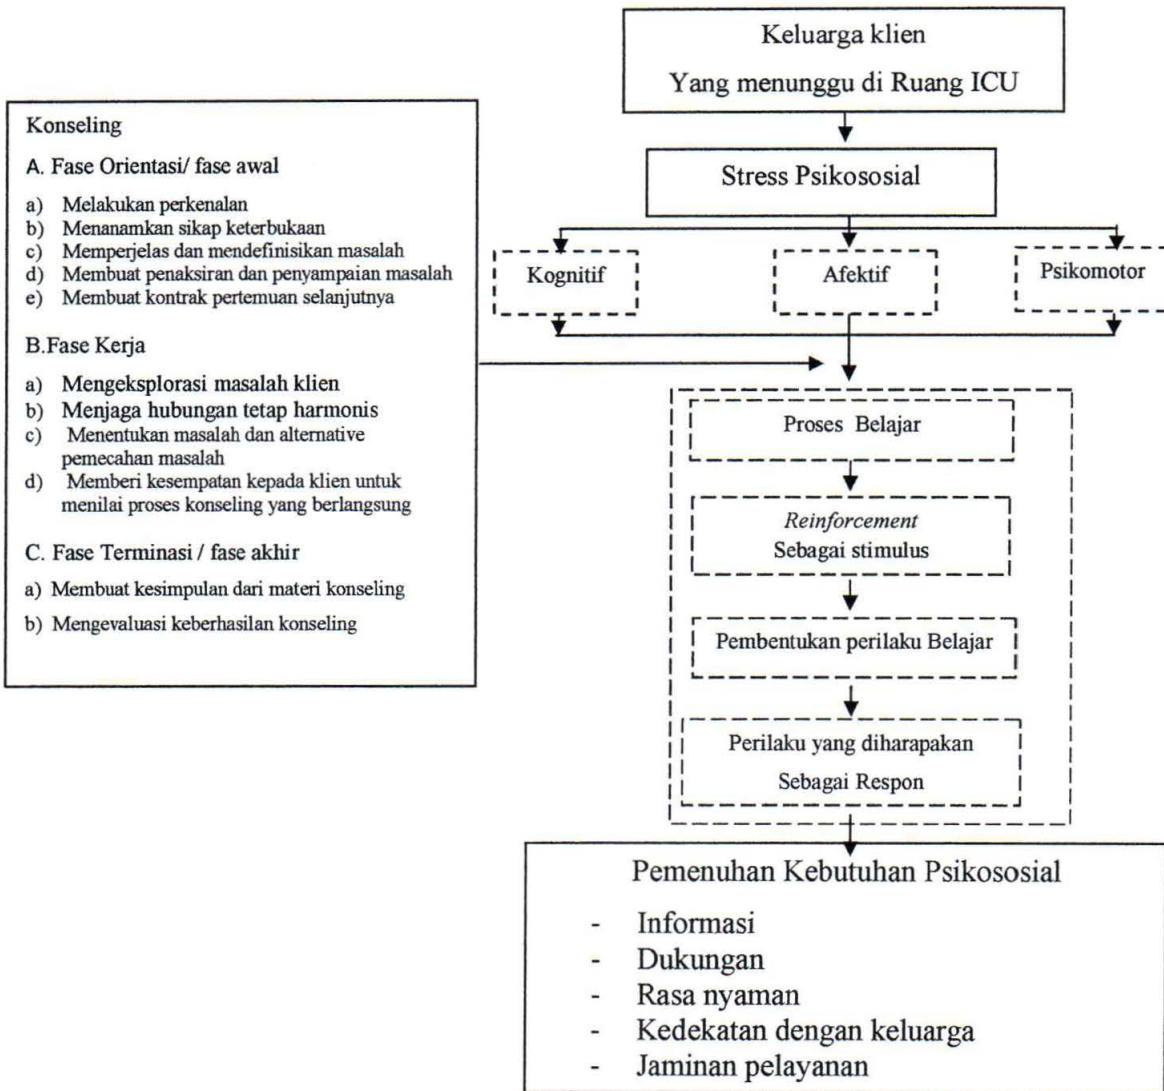 Keluarga klien
Yang menunggu di Ruang ICU
Stress Psikososial
Kognitif
Afektif
Psikomotor
Konseling
A. Fase Orientasi/ fase awal
a) Melakukan perkenalan
b) Menanamkan sikap keterbukaan
c) Memperjelas dan mendefinisikan masalah
d) Membuat penaksiran dan penyampaian masalah
e) Membuat kontrak pertemuan selanjutnya
B.Fase Kerja
a) Mengeksplorasi masalah klien
b) Menjaga hubungan tetap harmonis
c) Menentukan masalah dan alternative
pemecahan masalah
d) Memberi kesempatan kepada klien untuk
menilai proses konseling yang berlangsung
C. Fase Terminasi / fase akhir
a) Membuat kesimpulan dari materi konseling
b) Mengevaluasi keberhasilan konseling
Proses Belajar
Reinforcement
Sebagai stimulus
Pembentukan perilaku Belajar
Perilaku yang diharapakan
Sebagai Respon
Pemenuhan Kebutuhan Psikososial
- Informasi
- Dukungan
- Rasa nyaman
- Kedekatan dengan keluarga
- Jaminan pelayanan